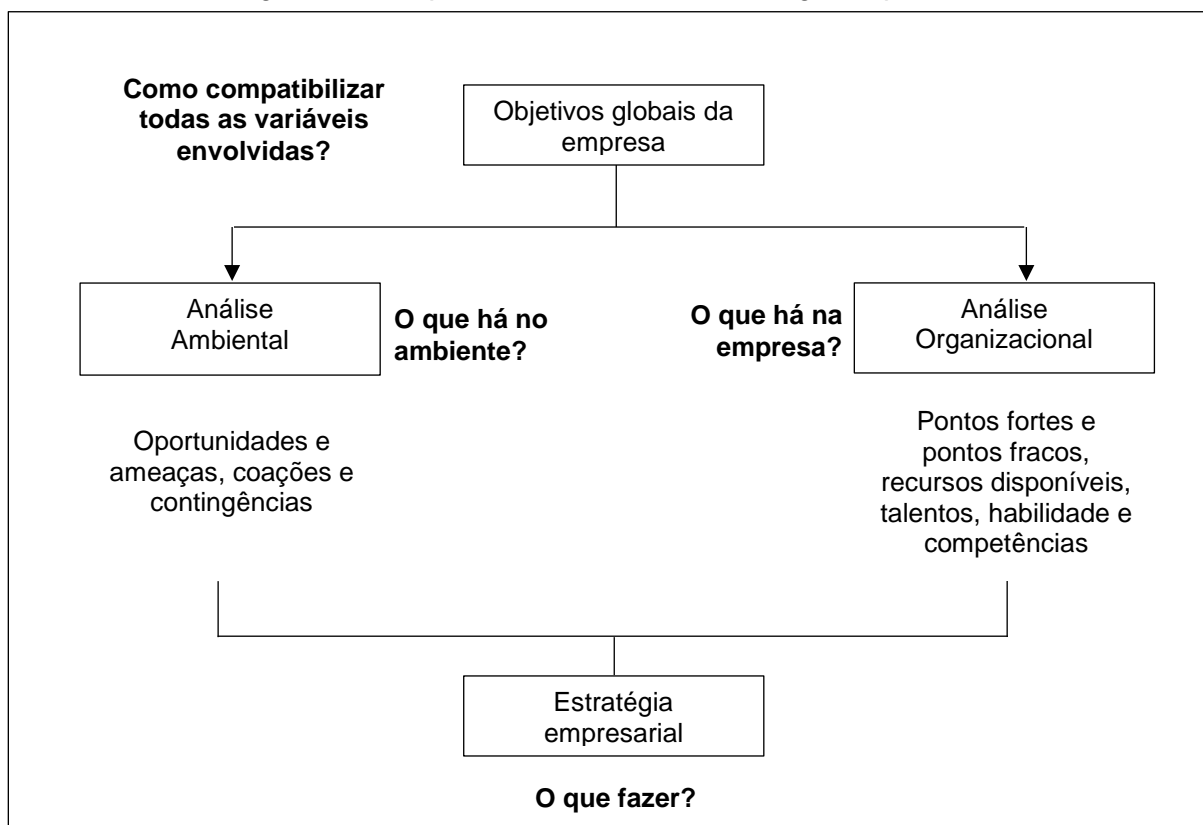 Como compatibilizar
todas as variáveis
envolvidas?
Objetivos globais da
empresa
Análise
Ambiental
O que há no
ambiente?
O que há na
empresa?
Análise
Organizacional
Oportunidades e
ameaças, coações e
contingências
Pontos fortes e
pontos fracos,
recursos disponíveis,
talentos, habilidade e
competências
Estratégia
empresarial
O que fazer?